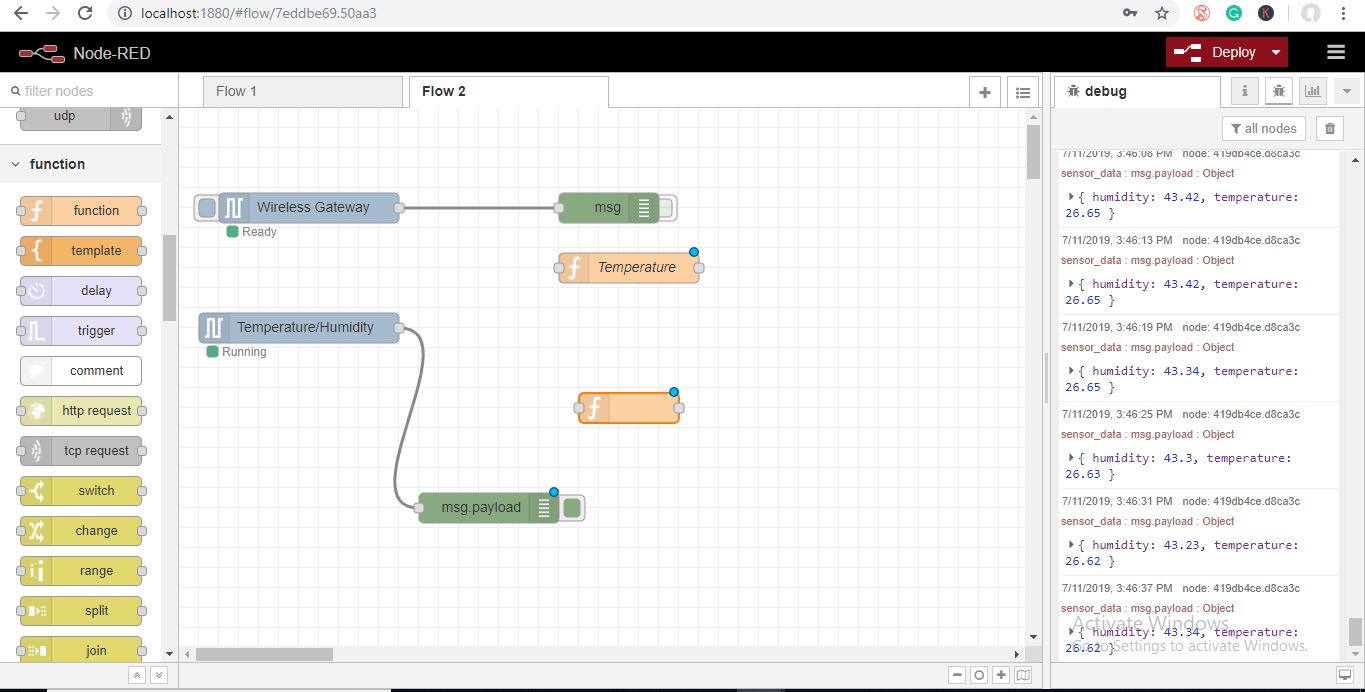 localhost:1880/#flow/7eddbe69.50aa3
K
Node-RED
Deploy
filter nodes
Flow 1
Flow 2
debug
all nodes
udp
function
function
template
delay
trigger
comment
http request
tcp request
switch
change
range
split
join
Wireless Gateway
Ready
msg
Temperature
Temperature/Humidity
Running
msg.payload
7/11/2019, 3:46:08 PM node: 419db4ce.d8ca3c
sensor_data : msg.payload : Object
{ humidity: 43.42, temperature:
26.65 }
7/11/2019, 3:46:13 PM node: 419db4ce.d8ca3c
sensor_data : msg.payload : Object
{ humidity: 43.42, temperature:
26.65 }
7/11/2019, 3:46:19 PM node: 419db4ce.d8ca3c
sensor_data : msg.payload : Object
{ humidity: 43.34, temperature:
26.65 }
7/11/2019, 3:46:25 PM node: 419db4ce.d8ca3c
sensor_data : msg.payload : Object
{ humidity: 43.3, temperature:
26.63 }
7/11/2019, 3:46:31 PM node: 419db4ce.d8ca3c
sensor_data : msg.payload : Object
{ humidity: 43.23, temperature:
26.62 }
7/11/2019, 3:46:37 PM node: 419db4ce.d8ca3c
sensor_data : msg.payload : Object
{ humidity: 43.34, temperature:
26.62 }
Activate Windows
Go to Settings to activate Windows.